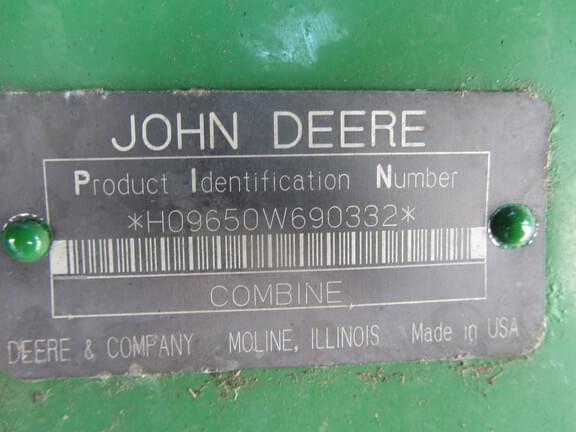 JOHN DEERE
Product Identification Number
*H09650W690332*
COMBINE
DEERE & COMPANY MOLINE, ILLINOIS Made in USA